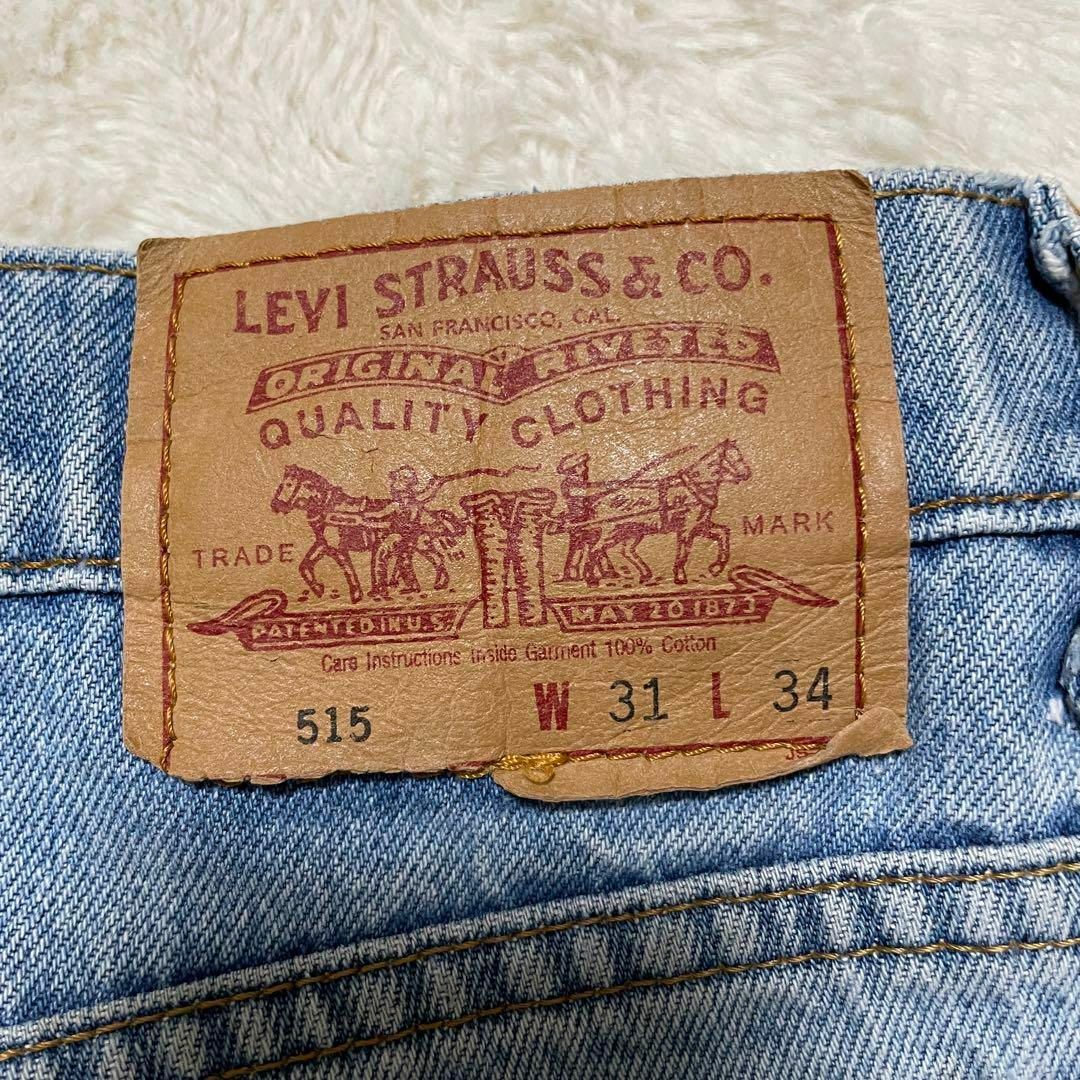 LEVI STRAUSS & CO.
SAN FRANCISCO, CAL.
ORIGINAL RIVETED
QUALITY CLOTHING
TRADE MARK
PATENTED IN U.S. MAY 20 1873
Care Instructions Inside Garment 100% Cotton
515 W 31 L 34